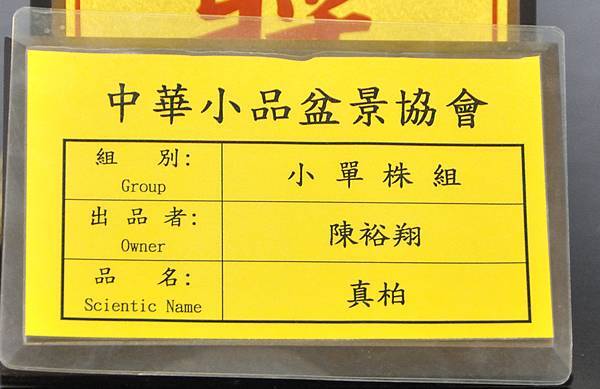 中華小品盆景協會
組 別: 小單株組
Group
出品者: 陳裕翔
Owner
品 名: 真柏
Scientic Name